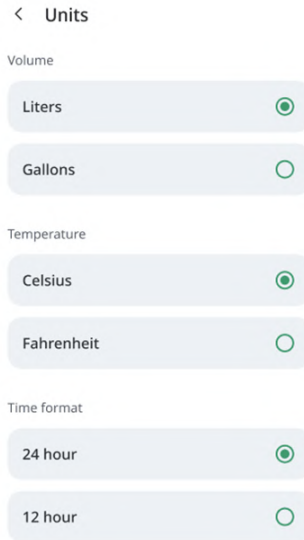 Units
Volume
Liters
Gallons
Temperature
Celsius
Fahrenheit
Time format
24 hour
12 hour